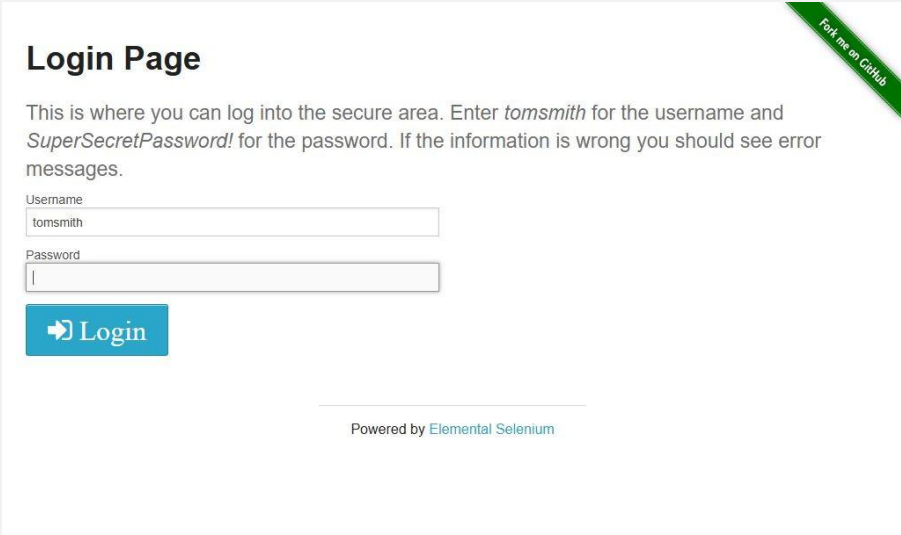 Fork me on GitHub
Login Page
This is where you can log into the secure area. Enter tomsmith for the username and
SuperSecretPassword! for the password. If the information is wrong you should see error
messages.
Username
tomsmith
Password
Login
Powered by Elemental Selenium